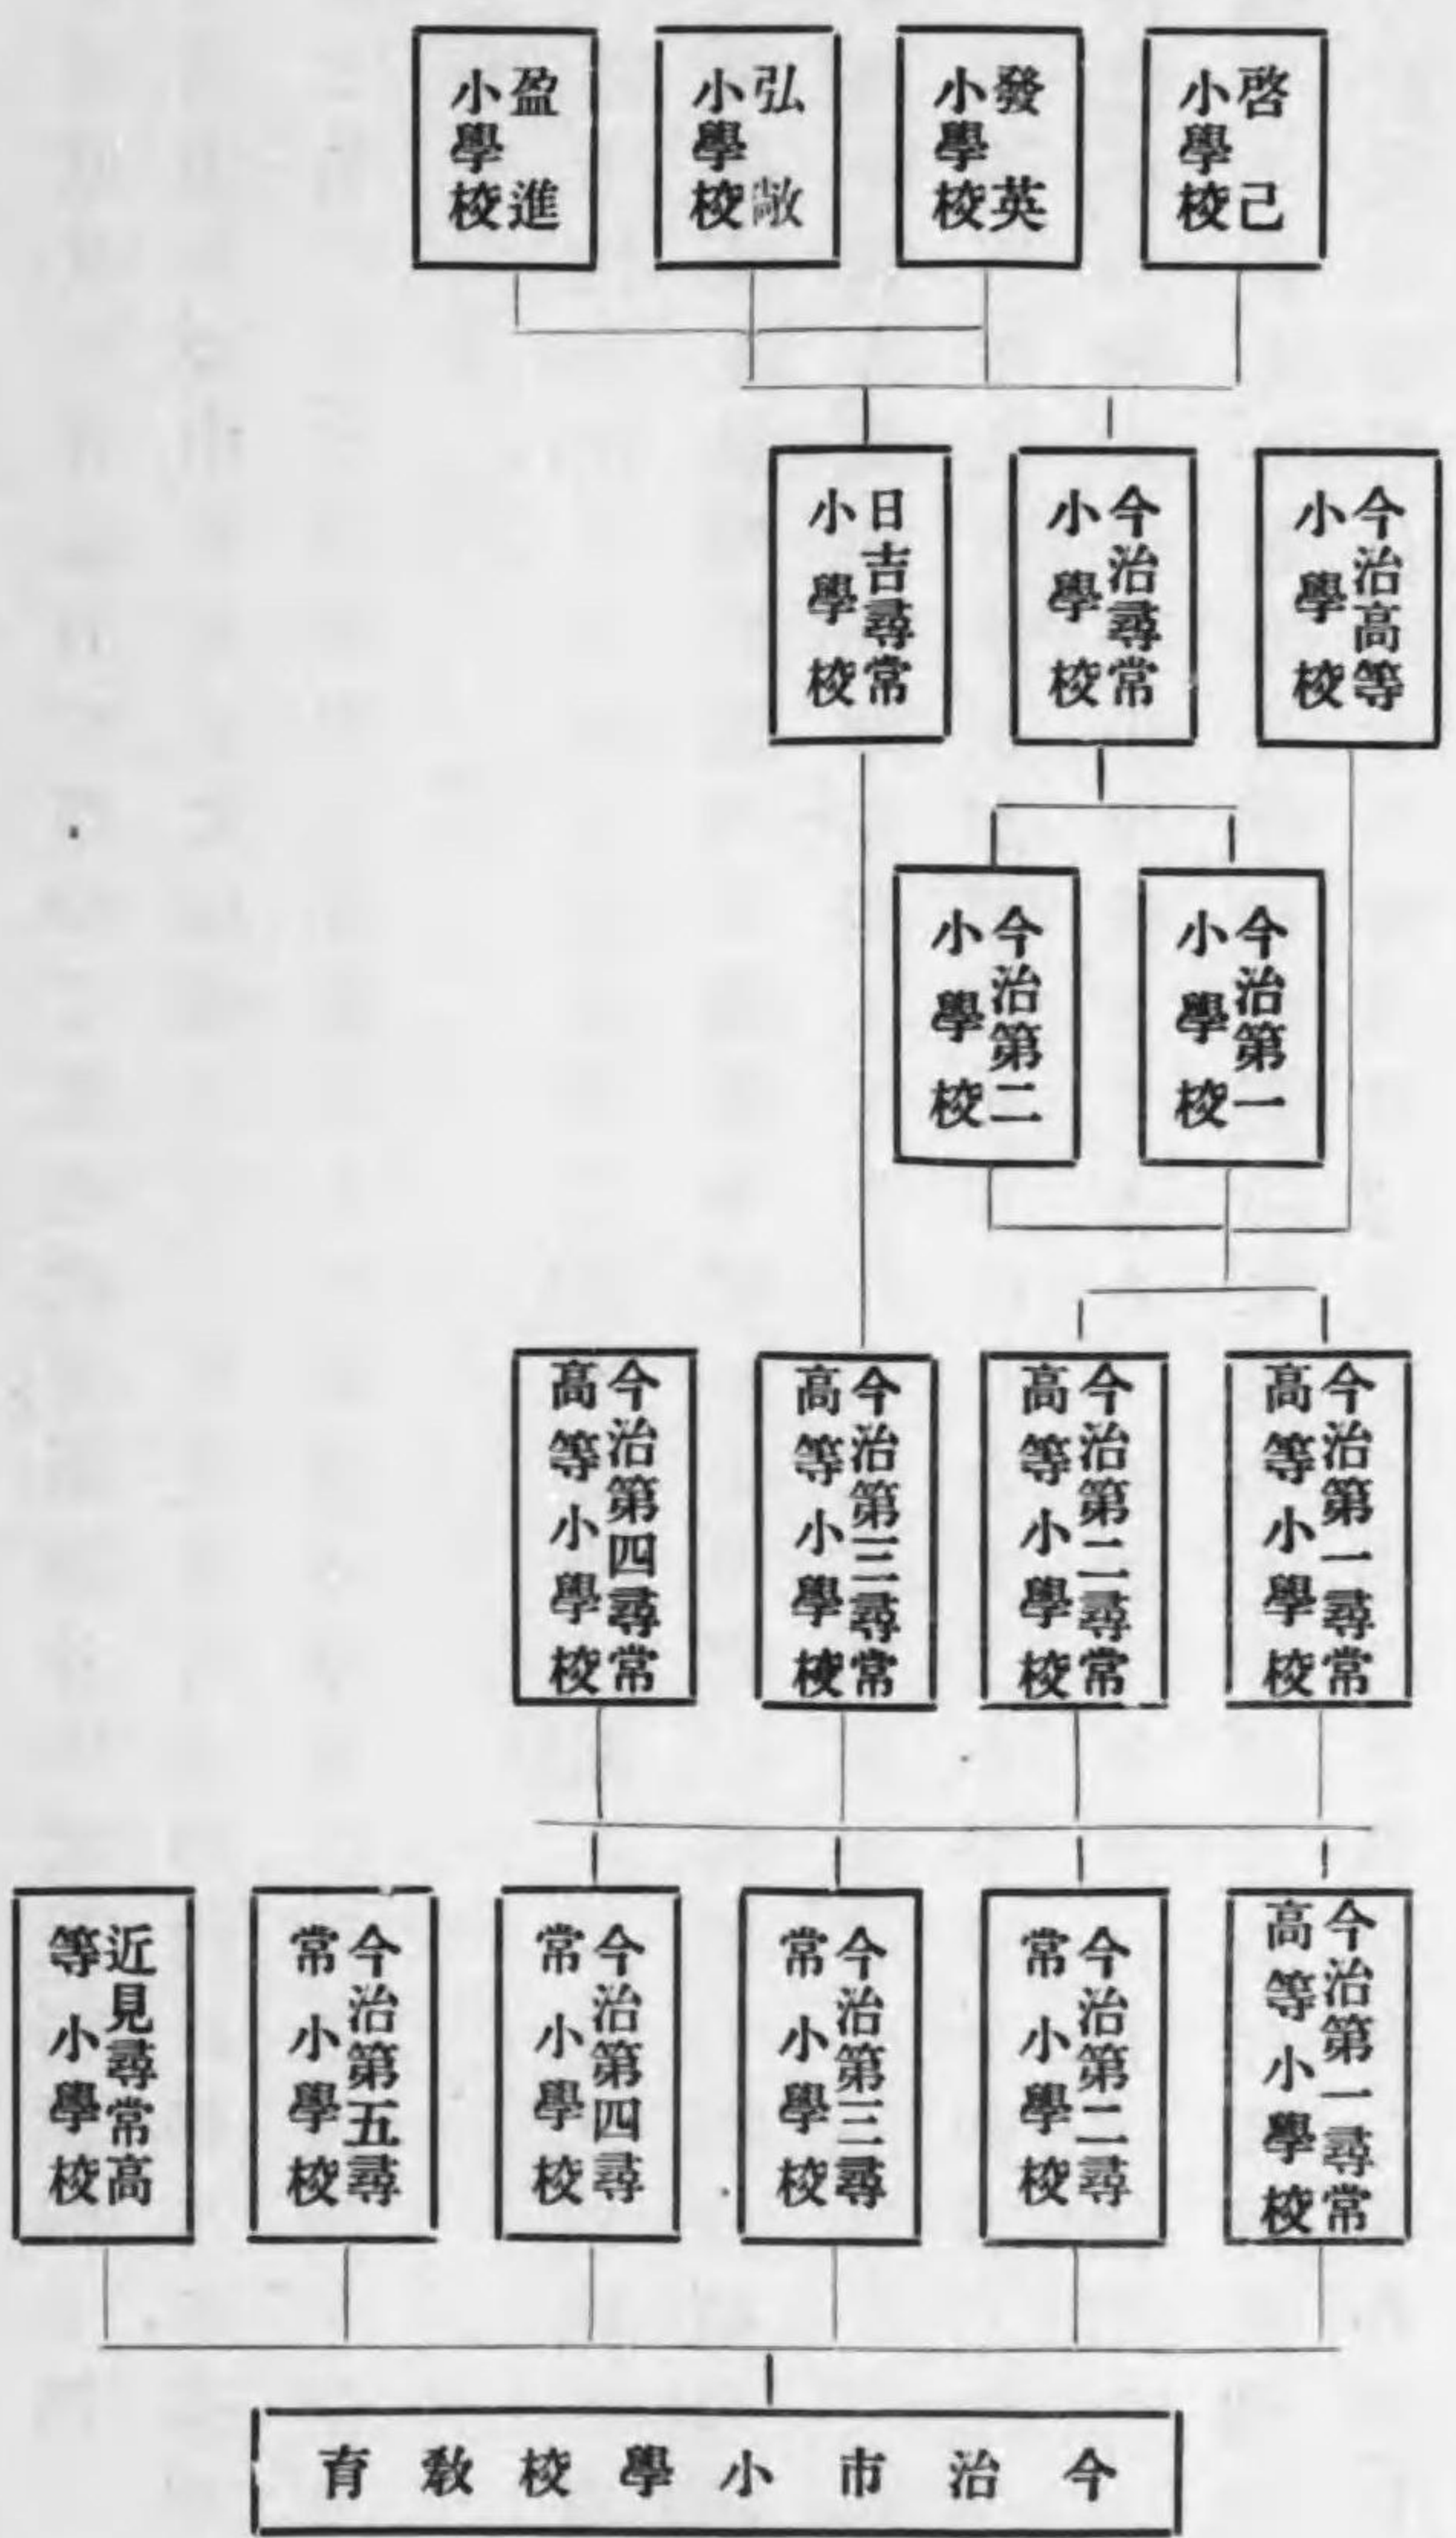 啓己
小學校
發英
小學校
弘敞
小學校
盈進
小學校
今治高等
小學校
今治尋常
小學校
日吉尋常
小學校
今治第一
小學校
今治第二
小學校
今治第一尋常
高等小學校
今治第二尋常
高等小學校
今治第三尋常
高等小學校
今治第四尋常
高等小學校
今治第一尋常
高等小學校
今治第二尋
常小學校
今治第三尋
常小學校
今治第四尋
常小學校
今治第五尋
常小學校
近見尋常高
等小學校
今治市小學校敎育